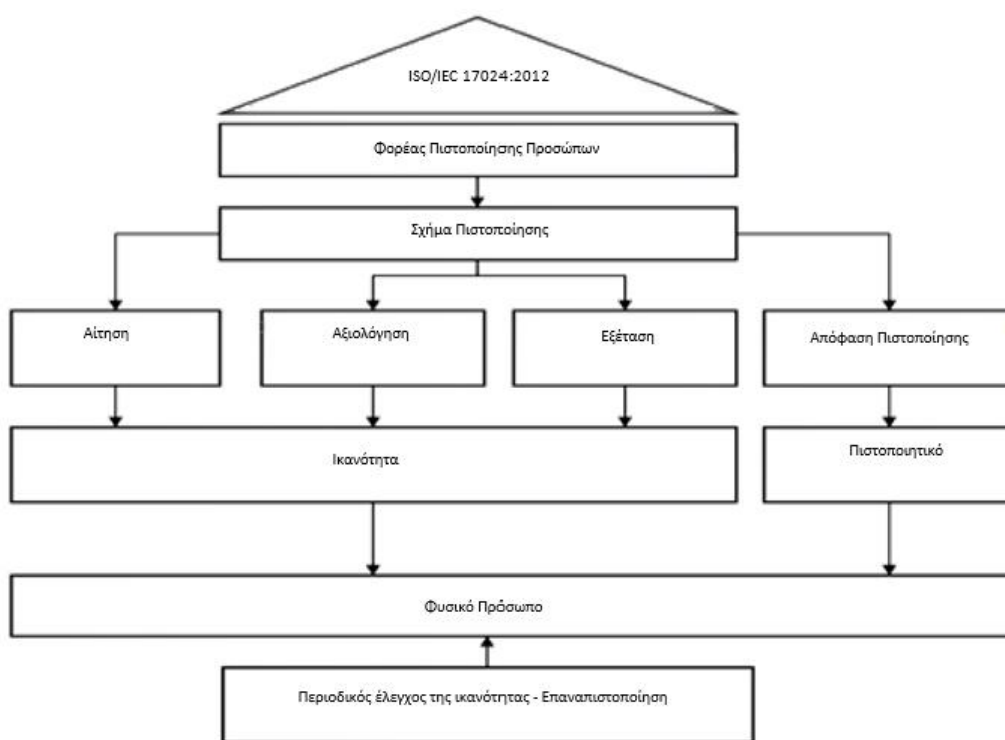 ISO/IEC 17024:2012
Φορέας Πιστοποίησης Προσώπων
Σχήμα Πιστοποίησης
Αίτηση
Αξιολόγηση
Εξέταση
Απόφαση Πιστοποίησης
Ικανότητα
Πιστοποιητικό
Φυσικό Πρόσωπο
Περιοδικός έλεγχος της ικανότητας - Επαναπιστοποίηση